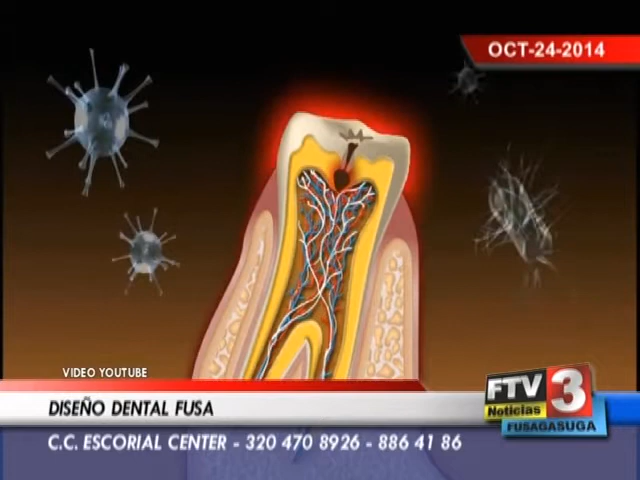 OCT-24-2014
VIDEO YOUTUBE
DISEÑO DENTAL FUSA
C.C. ESCORIAL CENTER - 320 470 8926 - 886 41 86
FTV 3
Noticias
FUSAGASUGA